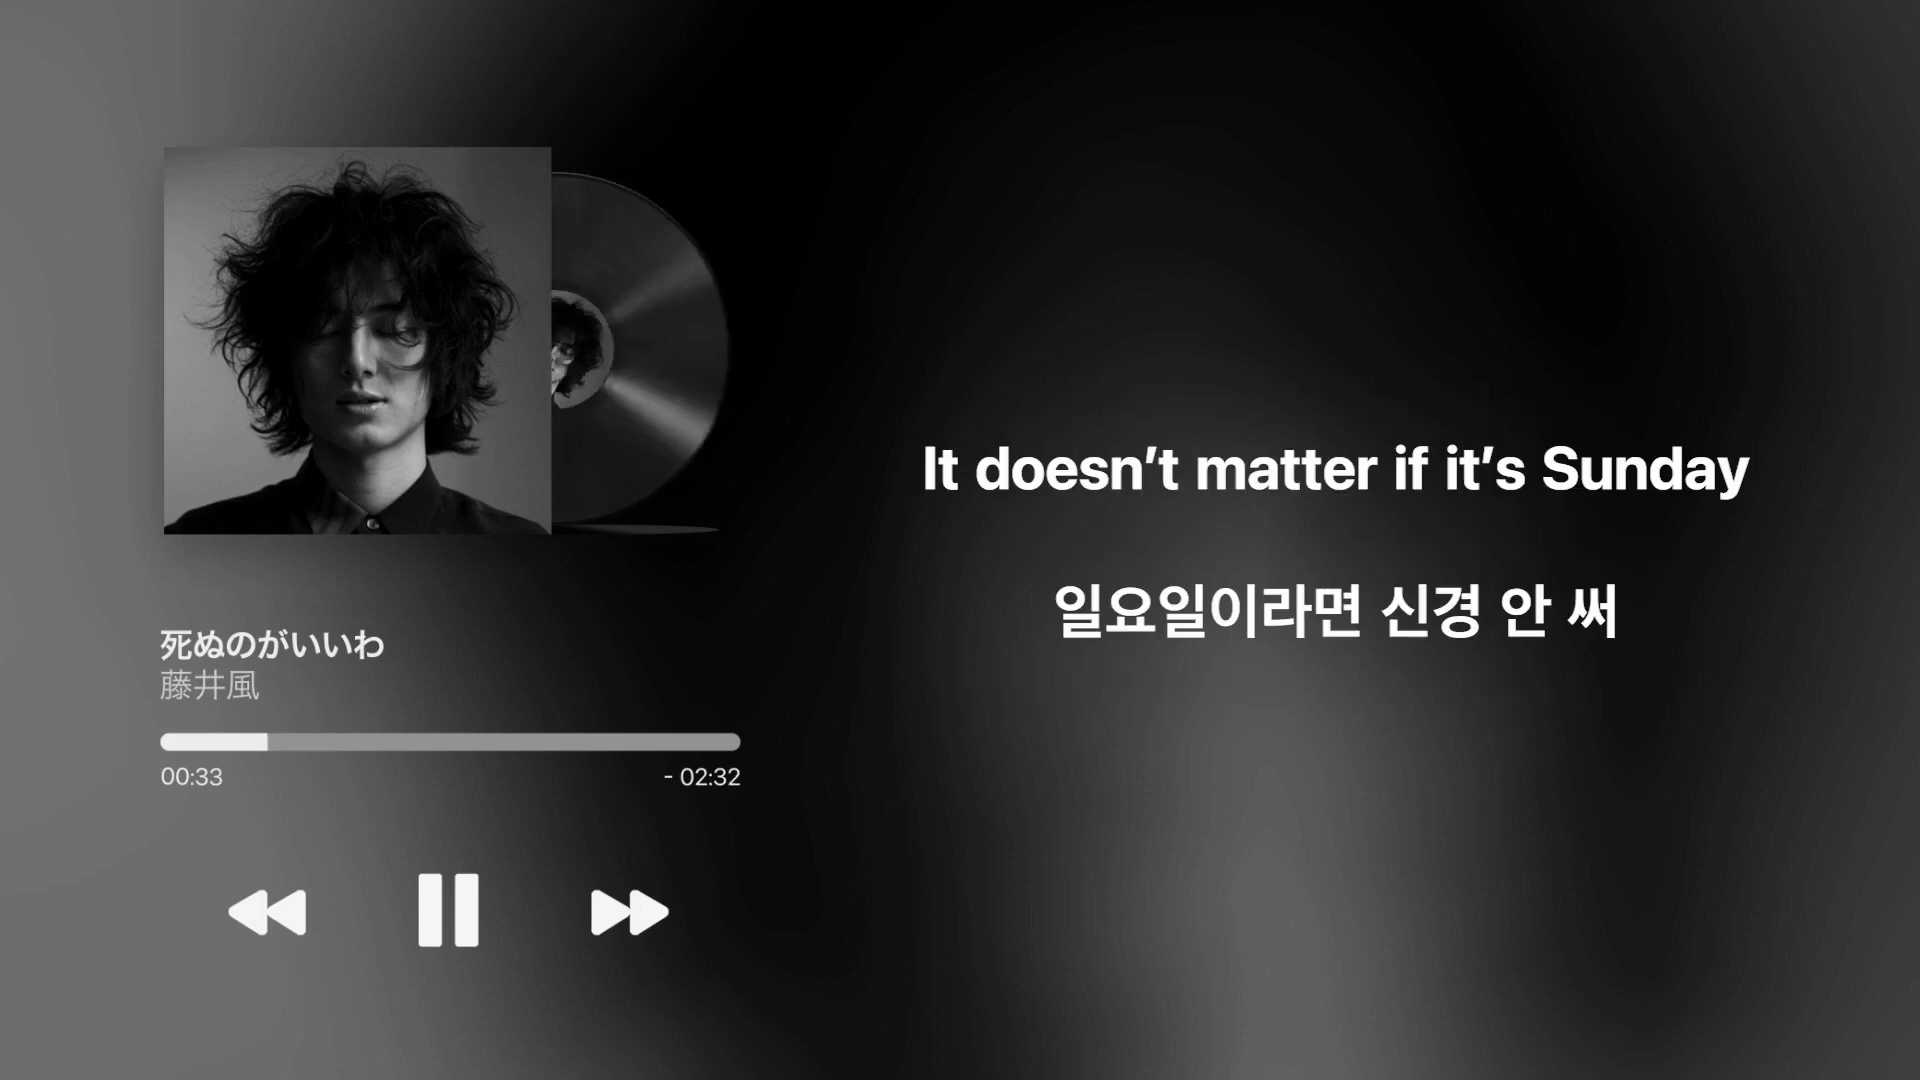 死ぬのがいいわ
藤井風
00:33
- 02:32
It doesn’t matter if it’s Sunday
일요일이라면 신경 안 써